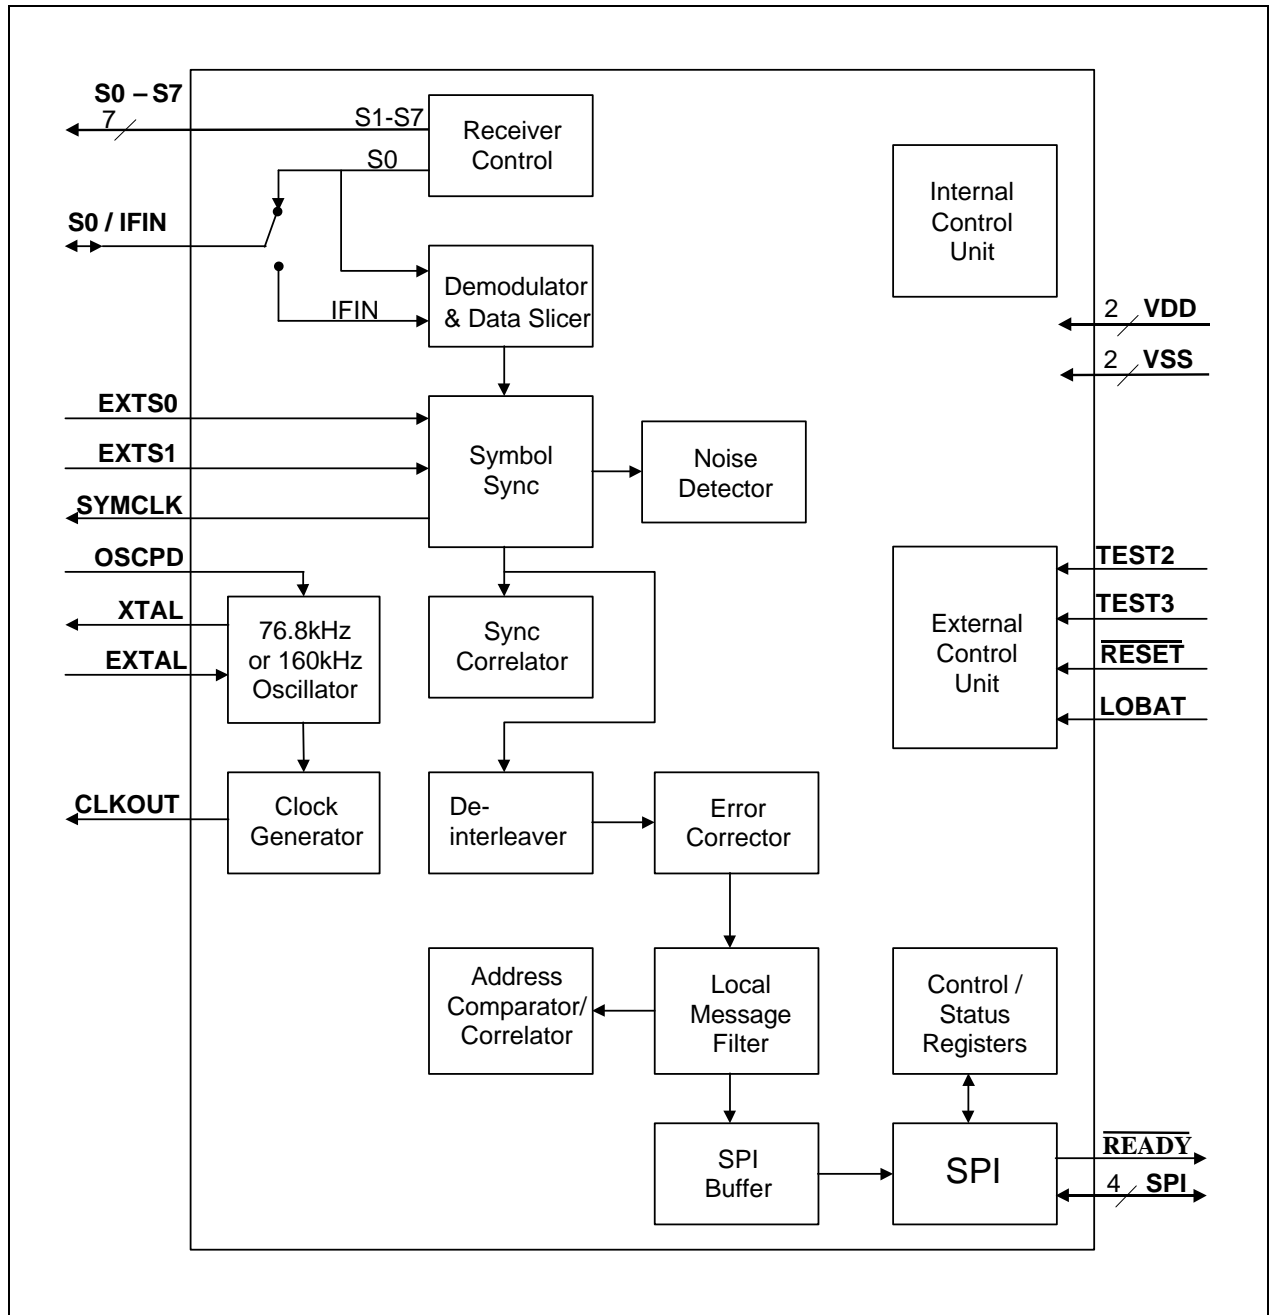 S0 – S7
7
S1-S7
Receiver
Control
S0
S0 / IFIN
IFIN
Demodulator
& Data Slicer
Internal
Control
Unit
2 VDD
2 VSS
EXTS0
EXTS1
SYMCLK
Symbol
Sync
Noise
Detector
OSCPD
XTAL
EXTAL
76.8kHz
or 160kHz
Oscillator
Sync
Correlator
External
Control
Unit
TEST2
TEST3
RESET
LOBAT
CLKOUT
Clock
Generator
De-
interleaver
Error
Corrector
Address
Comparator/
Correlator
Local
Message
Filter
Control /
Status
Registers
SPI
Buffer
SPI
READY
4 SPI